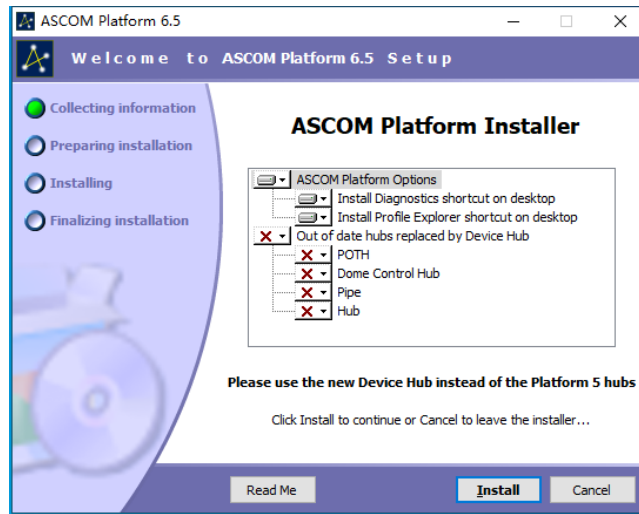 ASCOM Platform 6.5
Welcome to ASCOM Platform 6.5 Setup
Collecting information
Preparing installation
Installing
Finalizing installation
ASCOM Platform Installer
ASCOM Platform Options
Install Diagnostics shortcut on desktop
Install Profile Explorer shortcut on desktop
Out of date hubs replaced by Device Hub
POTH
Dome Control Hub
Pipe
Hub
Please use the new Device Hub instead of the Platform 5 hubs
Click Install to continue or Cancel to leave the installer...
Read Me
Install
Cancel